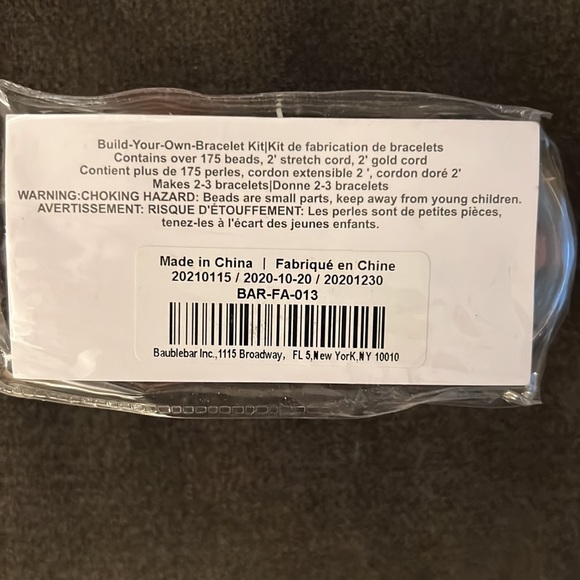 Build-Your-Own-Bracelet Kit|Kit de fabrication de bracelets
Contains over 175 beads, 2' stretch cord, 2' gold cord
Contient plus de 175 perles, cordon extensible 2 ', cordon doré 2'
Makes 2-3 bracelets|Donne 2-3 bracelets
WARNING:CHOKING HAZARD: Beads are small parts, keep away from young children.
AVERTISSEMENT: RISQUE D'ÉTOUFFEMENT: Les perles sont de petites pièces,
tenez-les à l'écart des jeunes enfants.
Made in China | Fabriqué en Chine
20210115 / 2020-10-20 / 20201230
BAR-FA-013
Baublebar Inc.,1115 Broadway, FL 5,New YorK,NY 10010